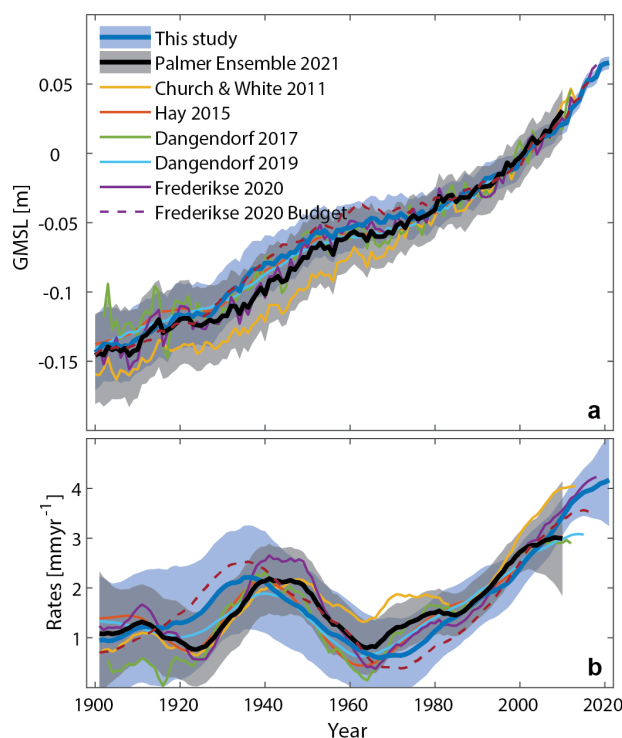 This study
Palmer Ensemble 2021
Church & White 2011
Hay 2015
Dangendorf 2017
Dangendorf 2019
Frederikse 2020
Frederikse 2020 Budget
GMSL [m]
0.05
0
-0.05
-0.1
-0.15
a
Rates [mmyr⁻¹]
4
3
2
1
b
1900 1920 1940 1960 1980 2000 2020
Year